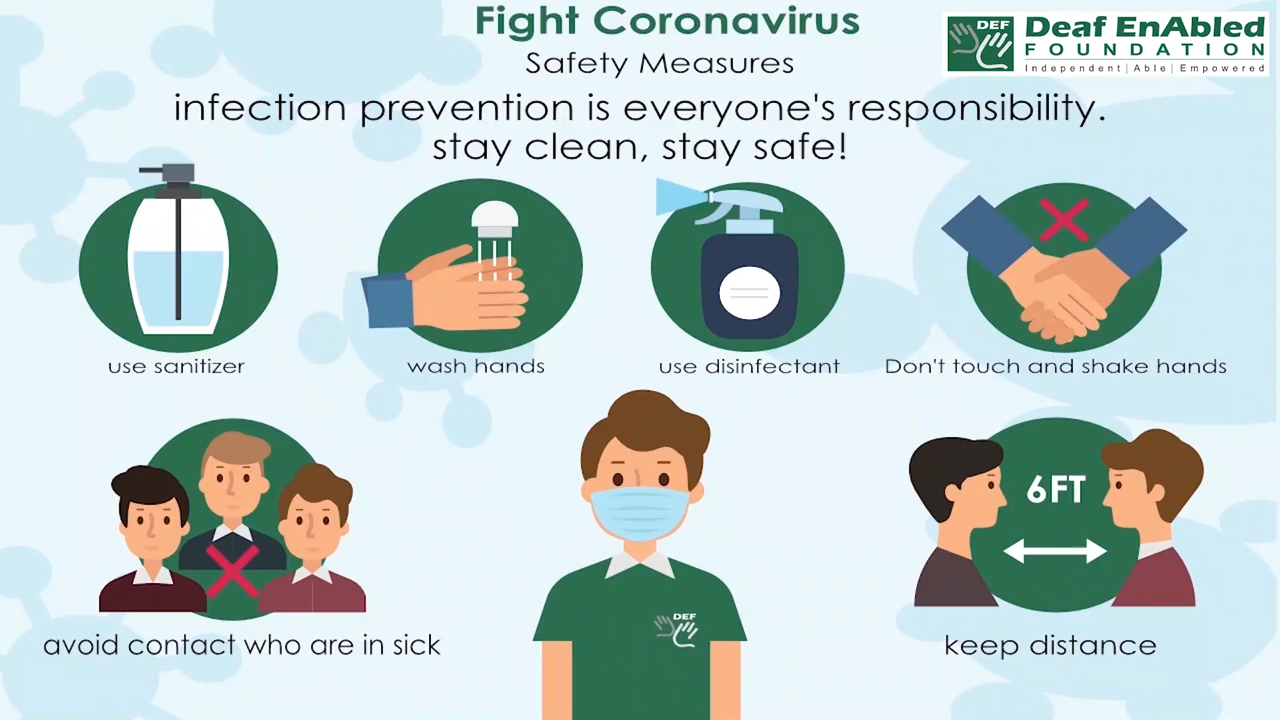 Fight Coronavirus
Safety Measures
DEF
Deaf EnAbled
FOUNDATION
Independent | Able | Empowered
infection prevention is everyone's responsibility.
stay clean, stay safe!
use sanitizer
wash hands
use disinfectant
Don't touch and shake hands
6FT
DEF
avoid contact who are in sick
keep distance